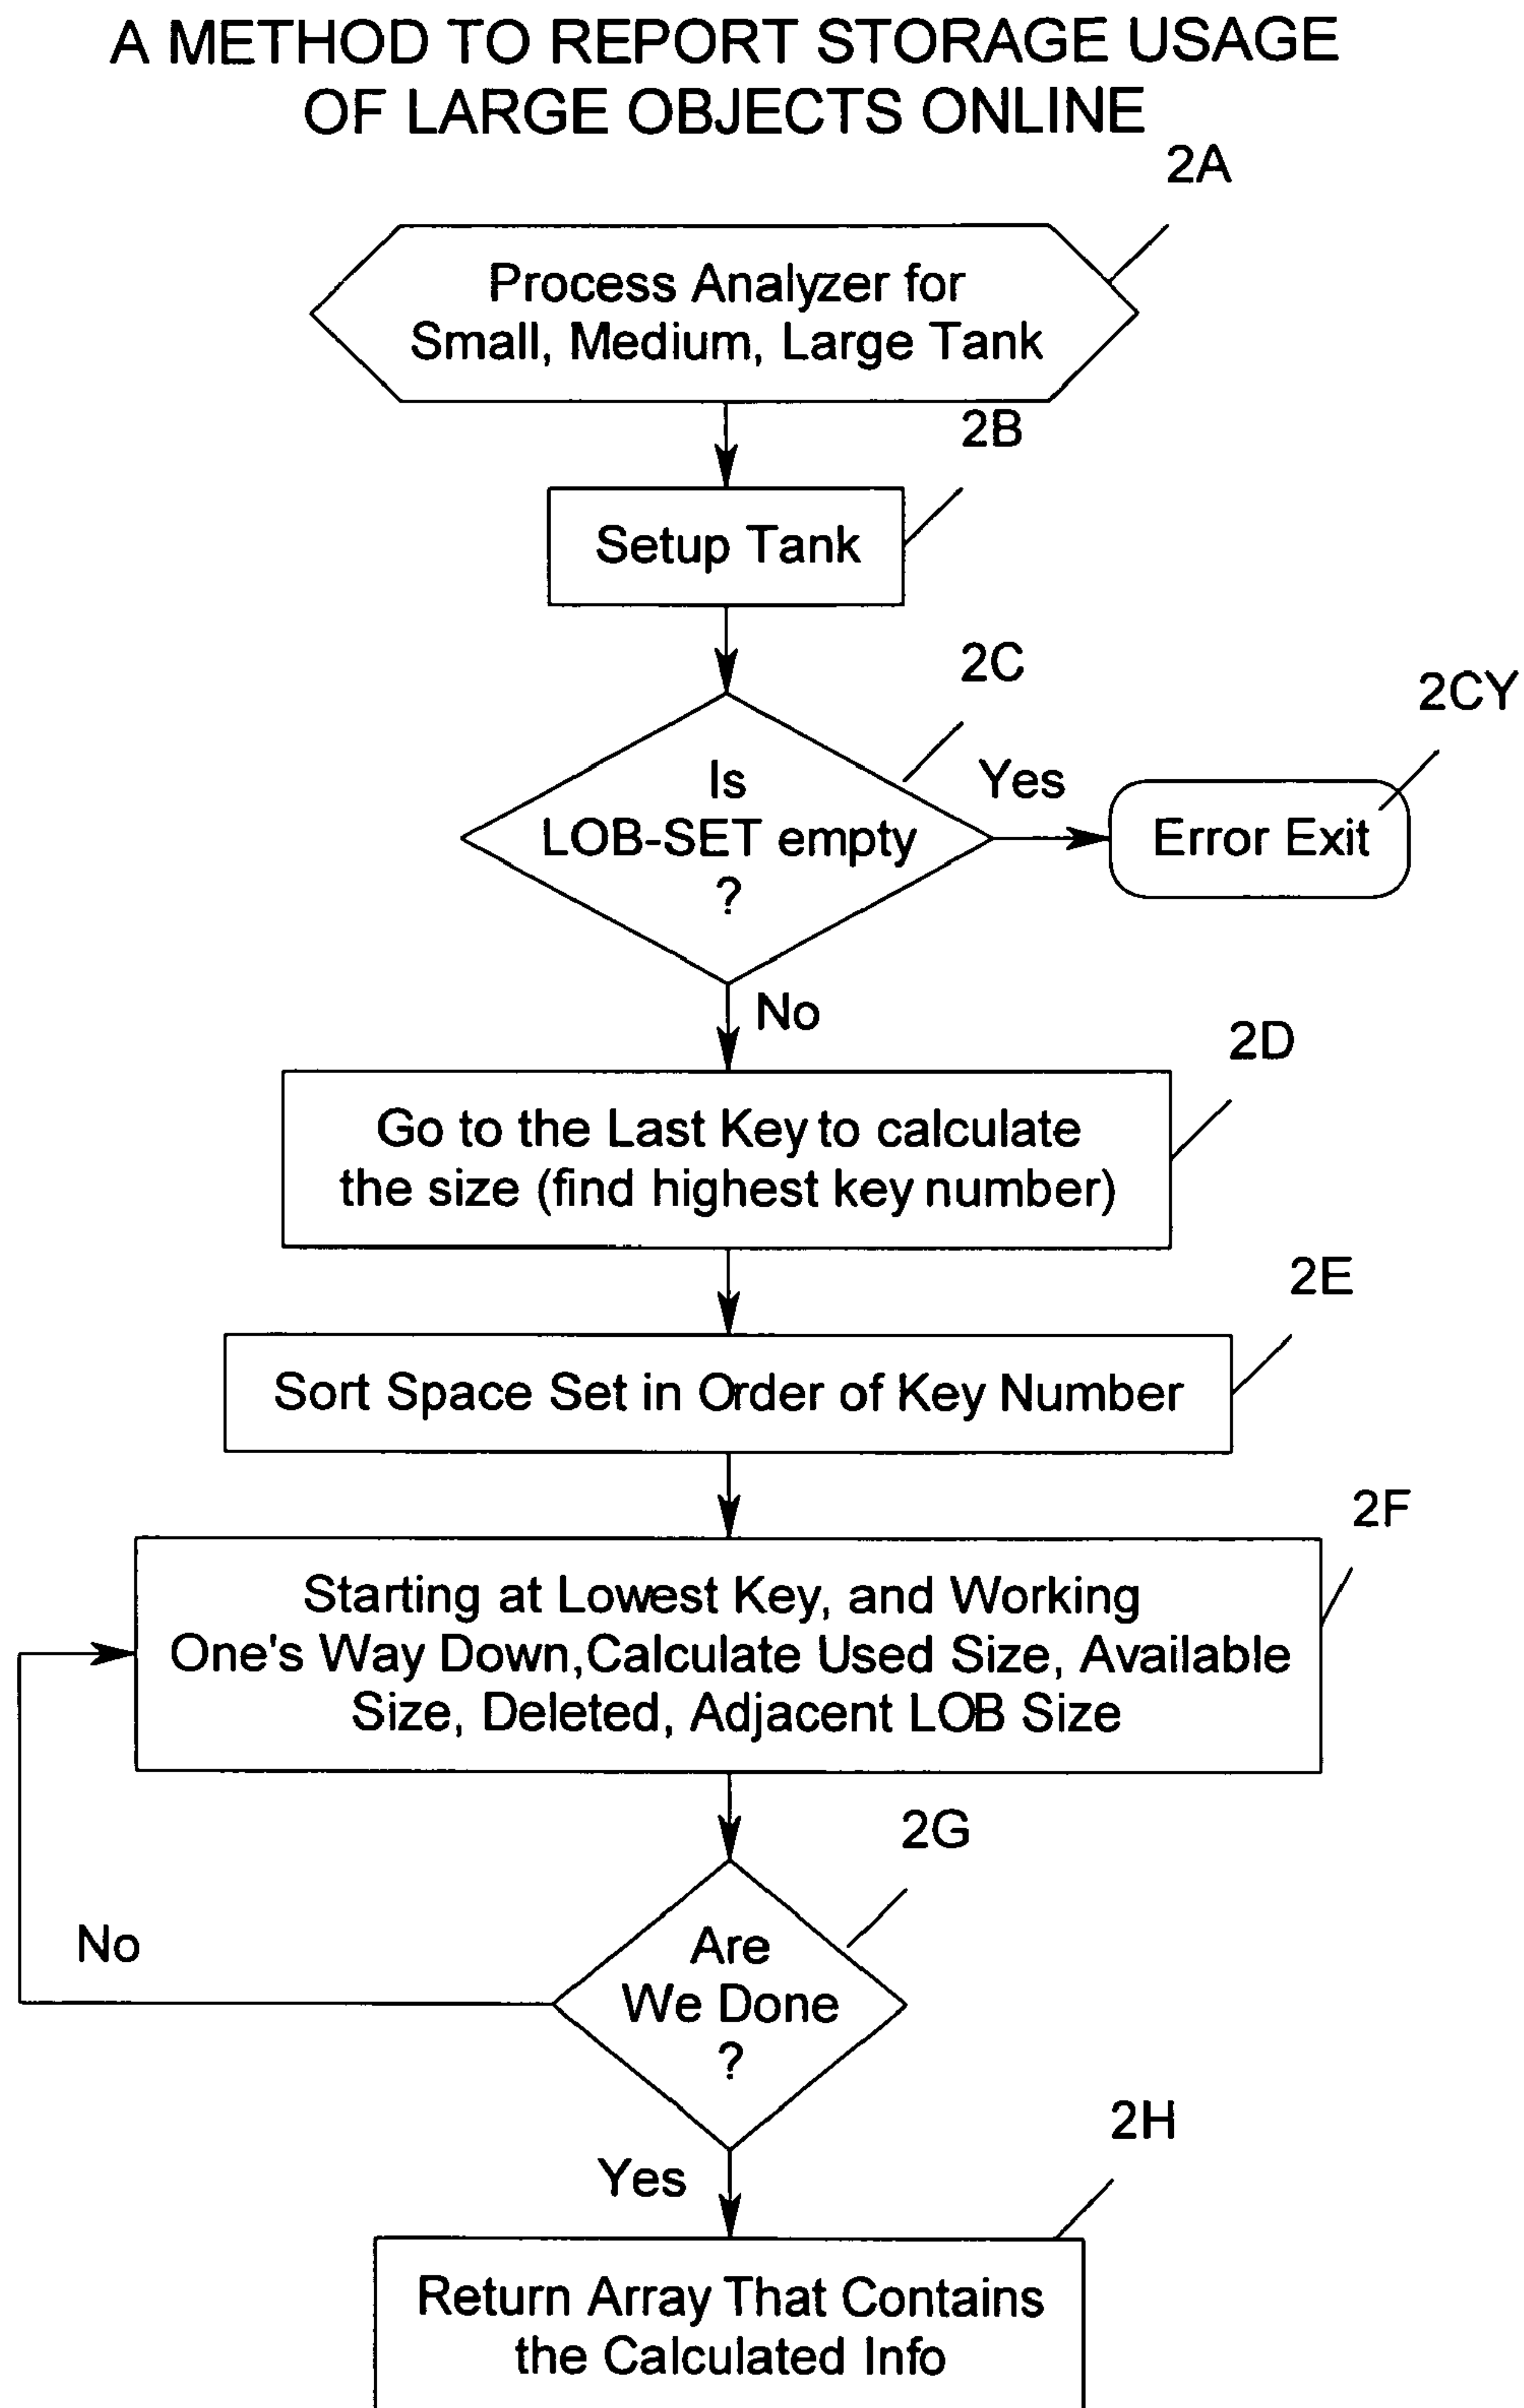 A METHOD TO REPORT STORAGE USAGE
OF LARGE OBJECTS ONLINE
2A
Process Analyzer for
Small, Medium, Large Tank
2B
Setup Tank
2C
2CY
Is
LOB-SET empty
?
Yes
Error Exit
No
2D
Go to the Last Key to calculate
the size (find highest key number)
2E
Sort Space Set in Order of Key Number
2F
Starting at Lowest Key, and Working
One's Way Down,Calculate Used Size, Available
Size, Deleted, Adjacent LOB Size
2G
No
Are
We Done
?
2H
Yes
Return Array That Contains
the Calculated Info